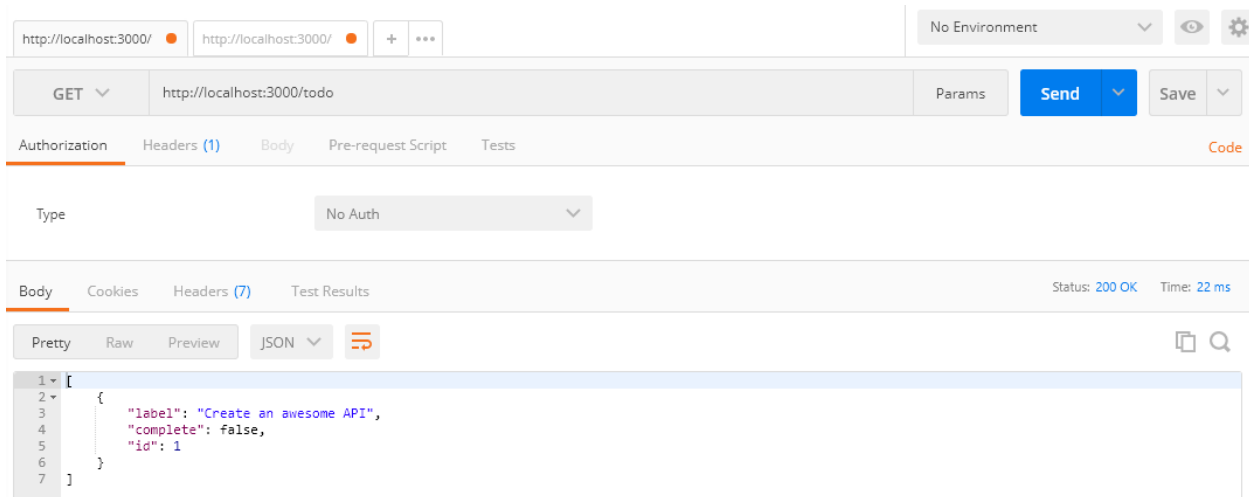 http://localhost:3000/ http://localhost:3000/ + ••• No Environment
GET http://localhost:3000/todo Params Send Save
Authorization Headers (1) Body Pre-request Script Tests Code
Type No Auth
Body Cookies Headers (7) Test Results Status: 200 OK Time: 22 ms
Pretty Raw Preview JSON
1 [
2 {
3 "label": "Create an awesome API",
4 "complete": false,
5 "id": 1
6 }
7 ]